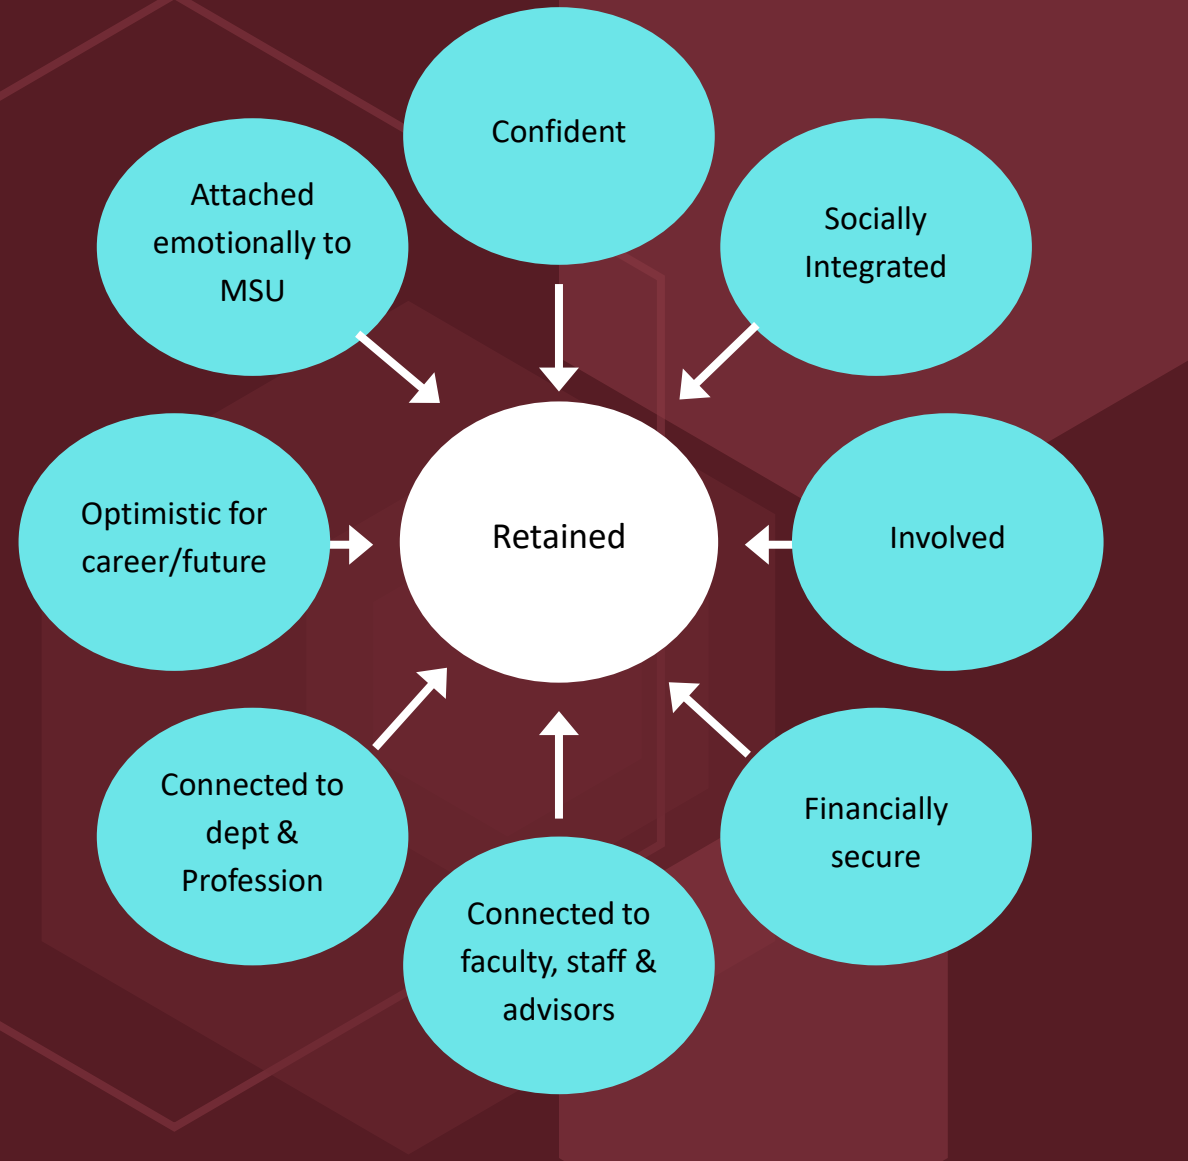 Confident
Attached
emotionally to
MSU
Socially
Integrated
Optimistic for
career/future
Retained
Involved
Connected to
dept &
Profession
Financially
secure
Connected to
faculty, staff &
advisors